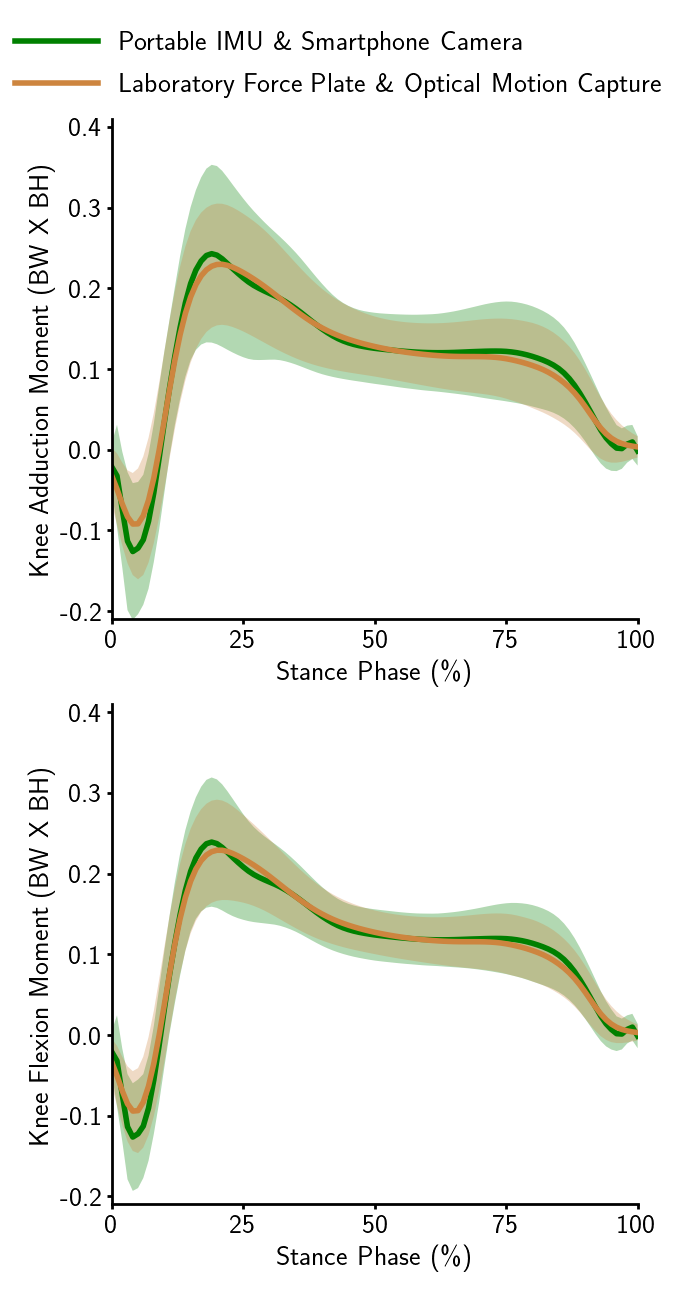 Portable IMU & Smartphone Camera
Laboratory Force Plate & Optical Motion Capture
0.4
0.3
0.2
0.1
0.0
-0.1
-0.2
Knee Adduction Moment (BW X BH)
0 25 50 75 100
Stance Phase (%)
0.4
0.3
0.2
0.1
0.0
-0.1
-0.2
Knee Flexion Moment (BW X BH)
0 25 50 75 100
Stance Phase (%)